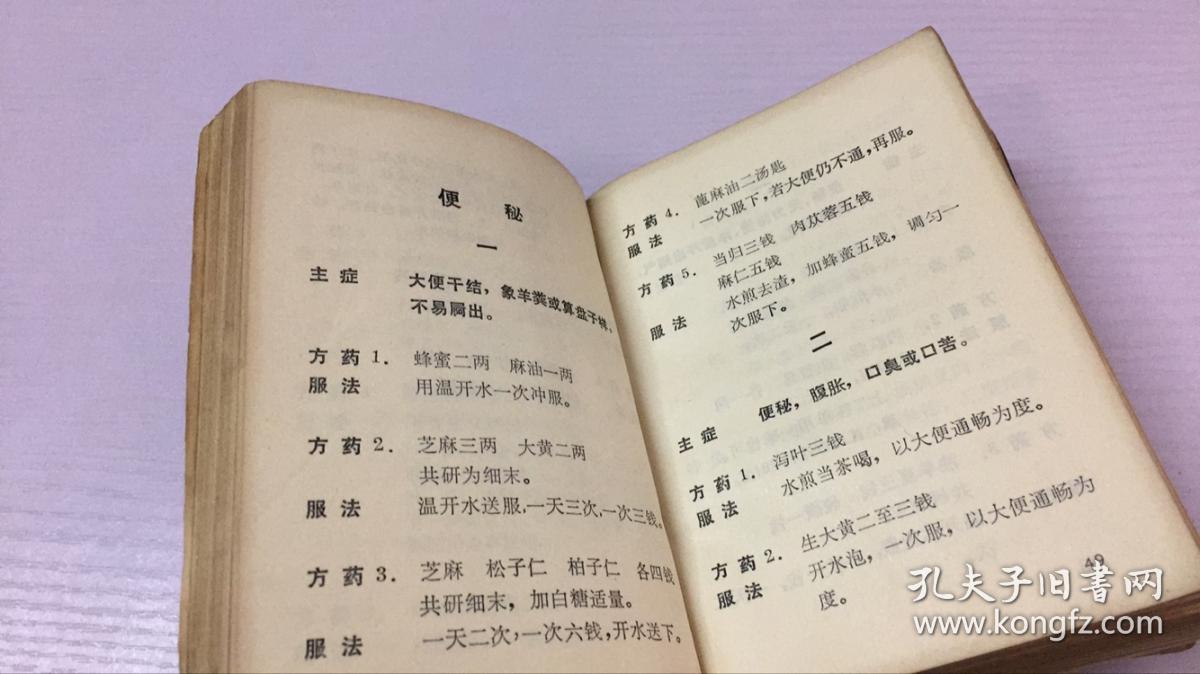 便 秘
一
主 症 大便干结，象羊粪或算盘子样，
不易屙出。
方 药 1． 蜂蜜二两 麻油一两
服 法 用温开水一次冲服。
方 药 2． 芝麻三两 大黄二两
共研为细末。
服 法 温开水送服，一天三次，一次三钱。
方 药 3． 芝麻 松子仁 柏子仁 各四钱
共研细末，加白糖适量。
服 法 一天二次，一次六钱，开水送下。
方 药 4． 蓖麻油二汤匙
服 法 一次服下，若大便仍不通，再服。
方 药 5． 当归三钱 肉苁蓉五钱
麻仁五钱
服 法 水煎去渣，加蜂蜜五钱，调匀一
次服下。
二
主 症 便秘，腹胀，口臭或口苦。
方 药 1． 泻叶三钱
服 法 水煎当茶喝，以大便通畅为度。
方 药 2． 生大黄二至三钱
服 法 开水泡，一次服，以大便通畅为
度。
49
孔夫子旧书网
www.kongfz.com